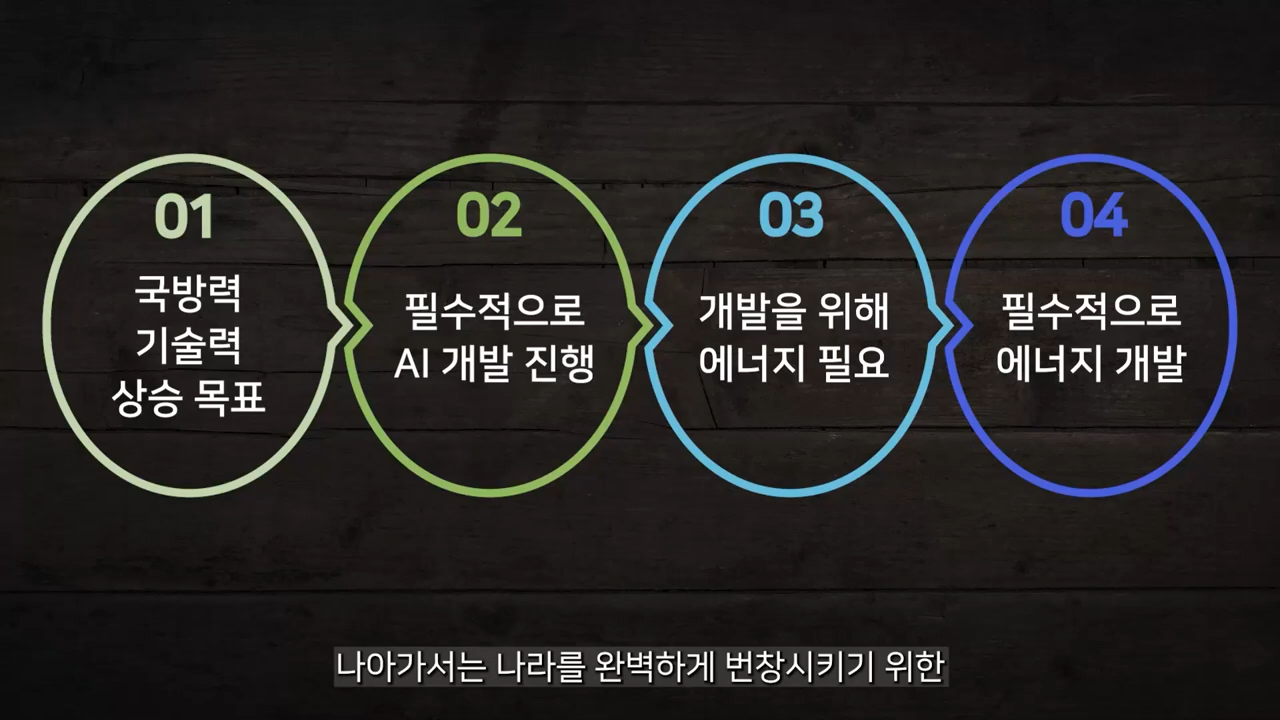 01
국방력
기술력
상승 목표
02
필수적으로
AI 개발 진행
03
개발을 위해
에너지 필요
04
필수적으로
에너지 개발
나아가서는 나라를 완벽하게 번창시키기 위한